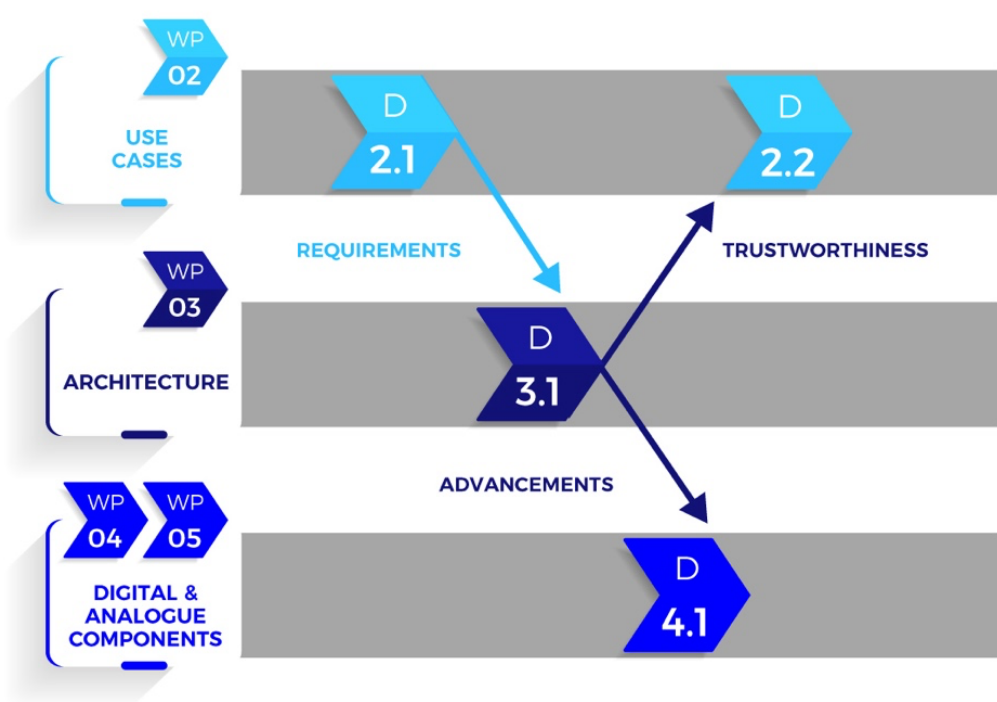 WP
02
USE
CASES
D
2.1
D
2.2
REQUIREMENTS
TRUSTWORTHINESS
WP
03
ARCHITECTURE
D
3.1
ADVANCEMENTS
WP
04
WP
05
DIGITAL &
ANALOGUE
COMPONENTS
D
4.1